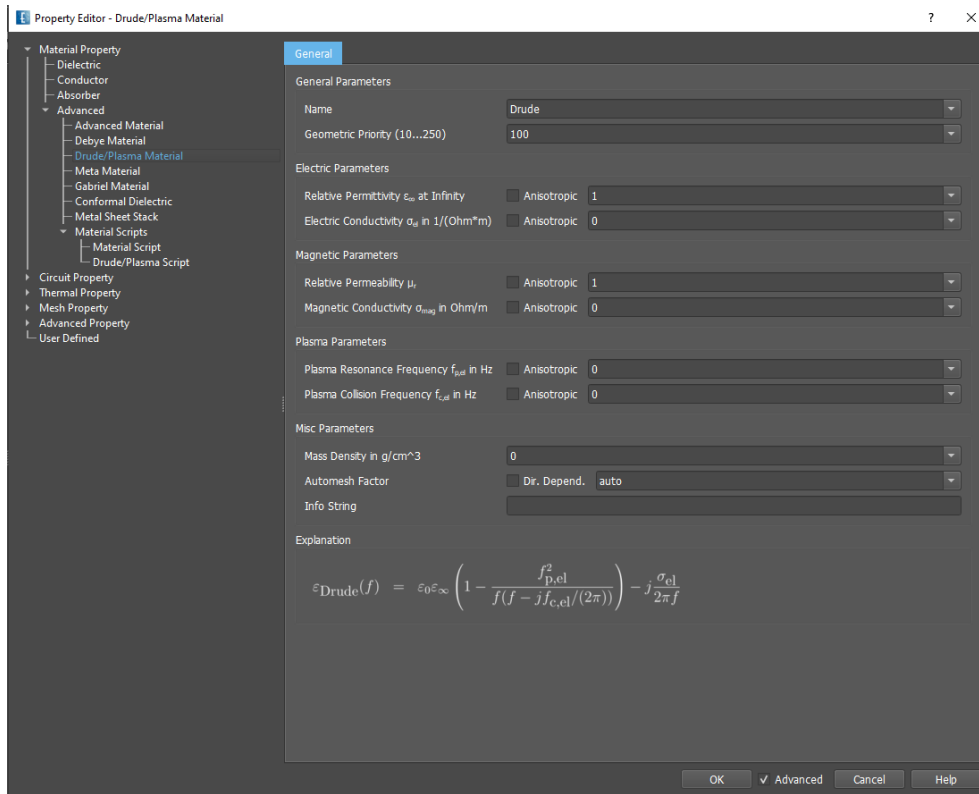 Property Editor - Drude/Plasma Material ? ×
Material Property
Dielectric
Conductor
Absorber
Advanced
Advanced Material
Debye Material
Drude/Plasma Material
Meta Material
Gabriel Material
Conformal Dielectric
Metal Sheet Stack
Material Scripts
Material Script
Drude/Plasma Script
Circuit Property
Thermal Property
Mesh Property
Advanced Property
User Defined
General
General Parameters
Name Drude
Geometric Priority (10...250) 100
Electric Parameters
Relative Permittivity ε∞ at Infinity Anisotropic 1
Electric Conductivity σel in 1/(Ohm*m) Anisotropic 0
Magnetic Parameters
Relative Permeability μr Anisotropic 1
Magnetic Conductivity σmag in Ohm/m Anisotropic 0
Plasma Parameters
Plasma Resonance Frequency fp,el in Hz Anisotropic 0
Plasma Collision Frequency fc,el in Hz Anisotropic 0
Misc Parameters
Mass Density in g/cm^3 0
Automesh Factor Dir. Depend. auto
Info String
Explanation
εDrude(f) = ε0ε∞ (1 − f²p,el / f(f − jfc,el/(2π))) − j σel / 2πf
OK ✓ Advanced Cancel Help